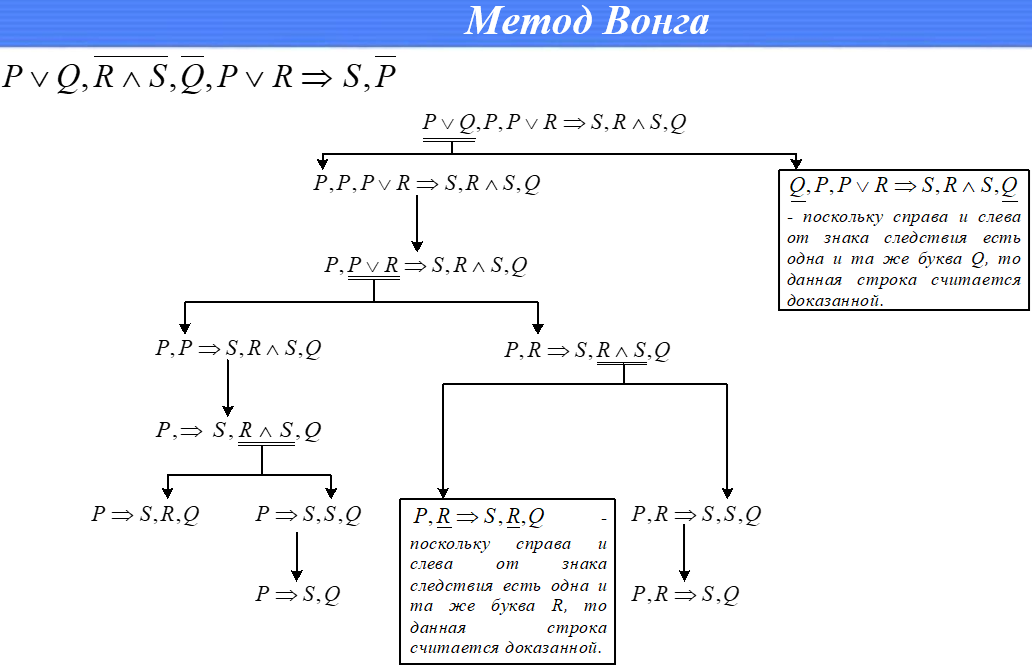 Метод Вонга
P ∨ Q, R̅ ̅∧̅ ̅S̅, Q̅, P ∨ R ⇒ S, P̅
P ∨ Q, P, P ∨ R ⇒ S, R ∧ S, Q
P, P, P ∨ R ⇒ S, R ∧ S, Q
Q, P, P ∨ R ⇒ S, R ∧ S, Q
- поскольку справа и слева
от знака следствия есть
одна и та же буква Q, то
данная строка считается
доказанной.
P, P ∨ R ⇒ S, R ∧ S, Q
P, P ⇒ S, R ∧ S, Q
P, R ⇒ S, R ∧ S, Q
P, ⇒ S, R ∧ S, Q
P ⇒ S, R, Q
P ⇒ S, S, Q
P, R ⇒ S, R, Q -
поскольку справа и
слева от знака
следствия есть одна и
та же буква R, то
данная строка
считается доказанной.
P, R ⇒ S, S, Q
P ⇒ S, Q
P, R ⇒ S, Q